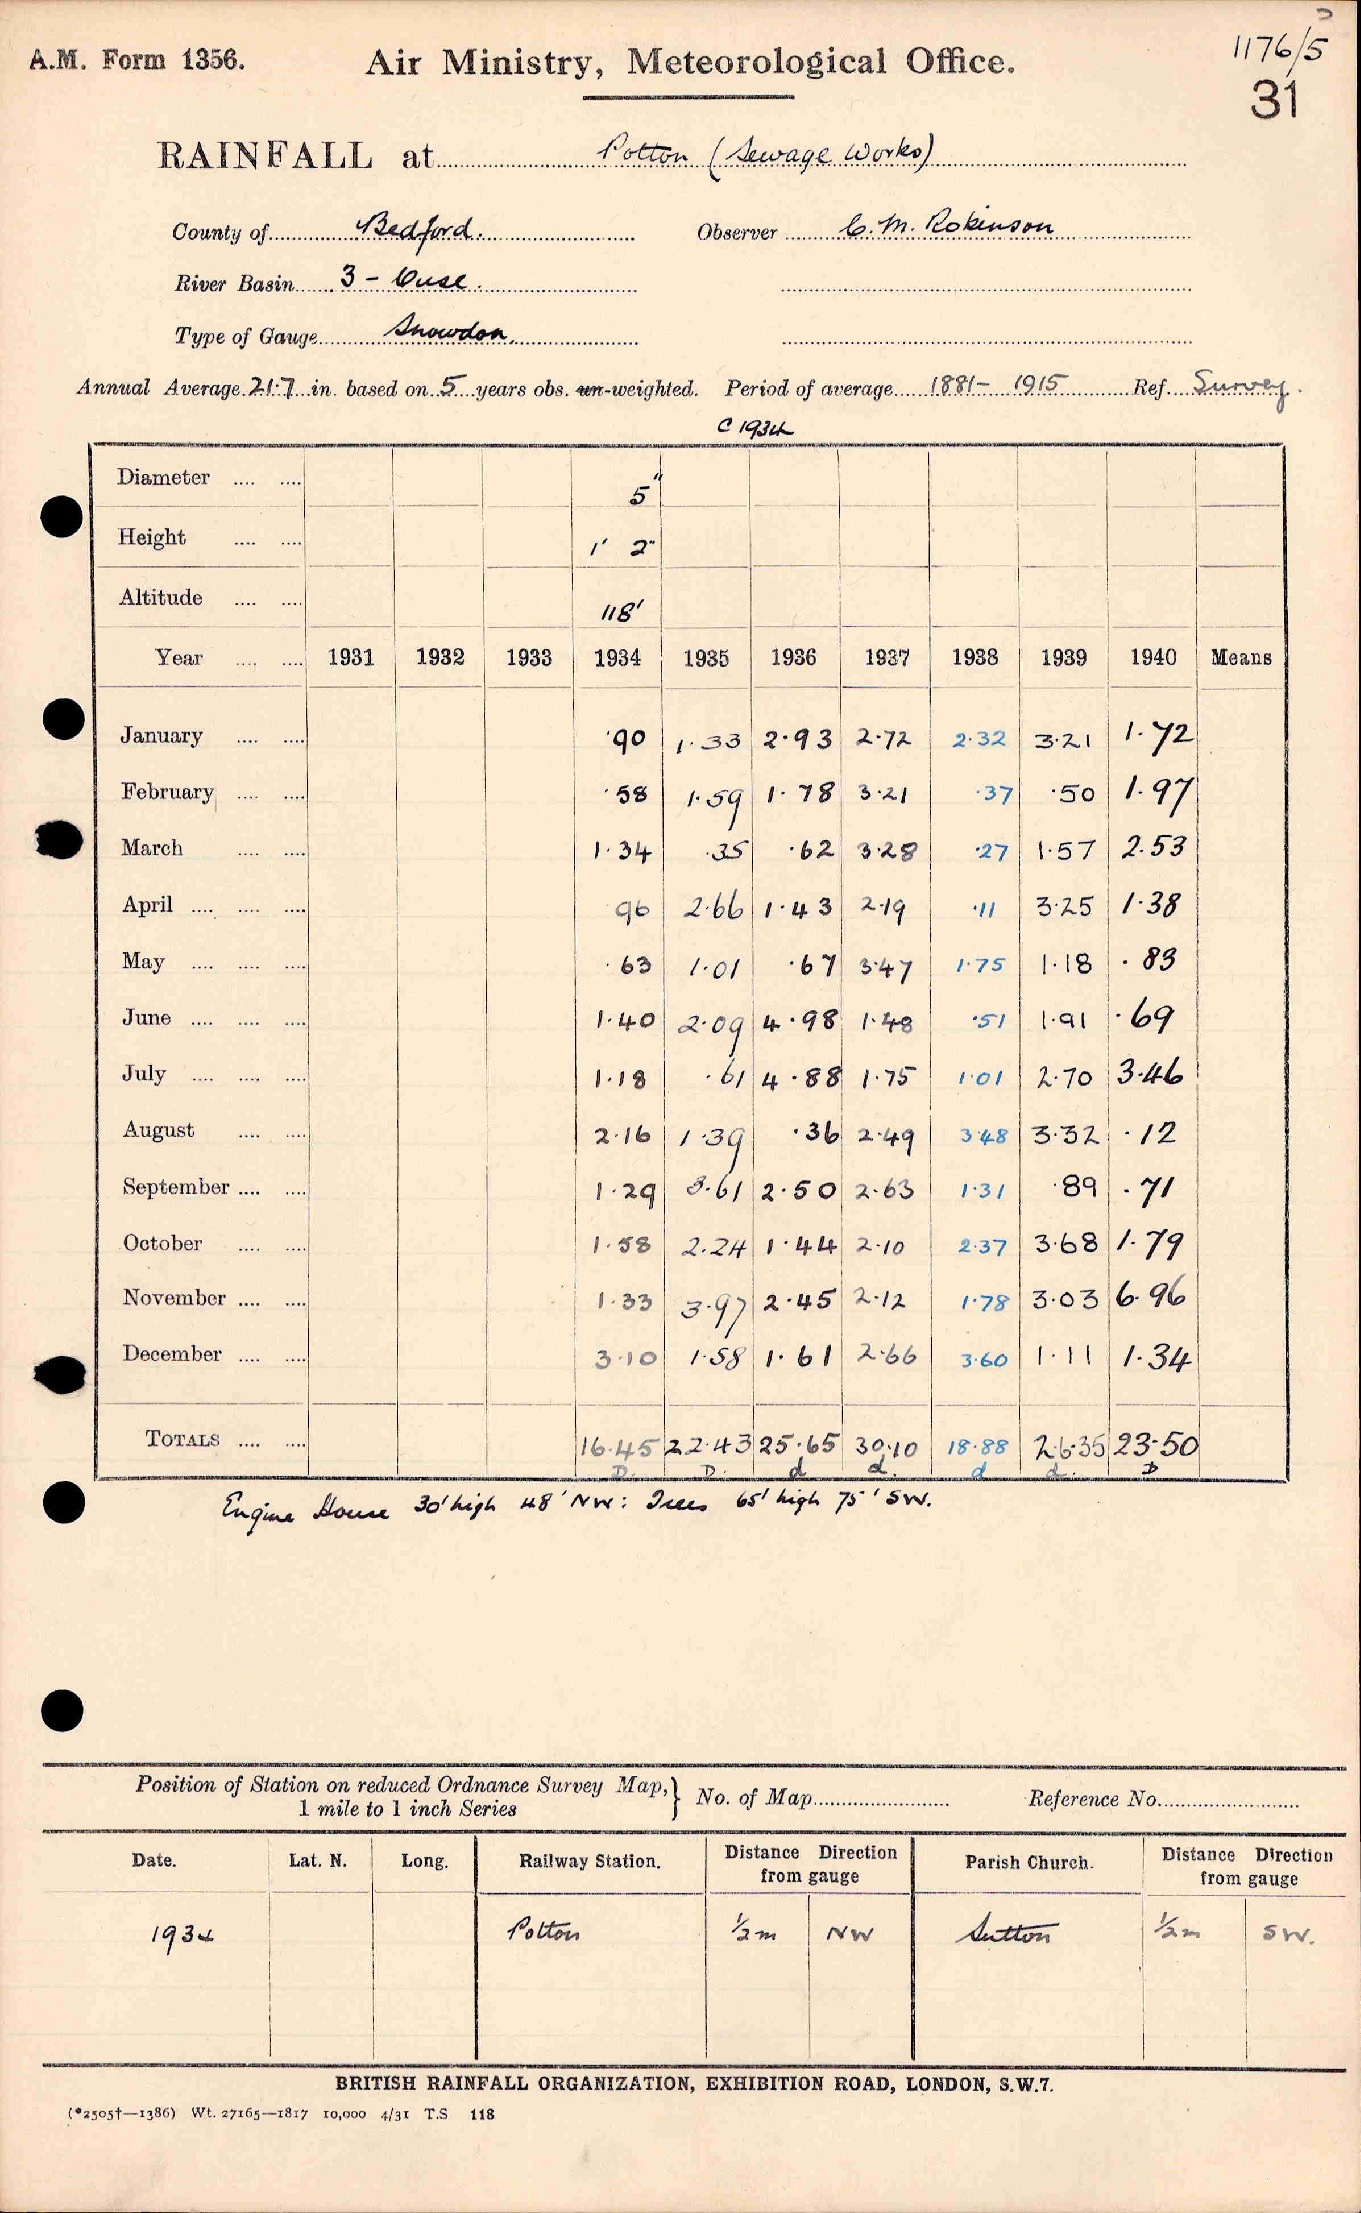 1176/5
A.M. Form 1356. Air Ministry, Meteorological Office.
31
RAINFALL at Potton (Sewage Works)
County of Bedford. Observer C. M. Robinson
River Basin 3 - Ouse.
Type of Gauge Snowdon.
Annual Average 21.7 in. based on 5 years obs. un-weighted. Period of average 1881 - 1915 Ref. Survey.
C 1934
Diameter .... .... 5"
Height .... .... 1' 2"
Altitude .... .... 118'
Year .... .... 1931 1932 1933 1934 1935 1936 1937 1938 1939 1940 Means
January .... .... ·90 1·33 2·93 2·72 2·32 3·21 1·72
February .... .... ·58 1·59 1·78 3·21 ·37 ·50 1·97
March .... .... 1·34 ·35 ·62 3·28 ·27 1·57 2·53
April .... .... .... 96 2·66 1·43 2·19 ·11 3·25 1·38
May .... .... .... ·63 1·01 ·67 3·47 1·75 1·18 ·83
June .... .... .... 1·40 2·09 4·98 1·48 ·51 1·91 ·69
July .... .... .... 1·18 ·61 4·88 1·75 1·01 2·70 3·46
August .... .... 2·16 1·39 ·36 2·49 3·48 3·32 ·12
September .... .... 1·29 3·61 2·50 2·63 1·31 ·89 ·71
October .... .... 1·58 2·24 1·44 2·10 2·37 3·68 1·79
November .... .... 1·33 3·97 2·45 2·12 1·78 3·03 6·96
December .... .... 3·10 1·58 1·61 2·66 3·60 1·11 1·34
TOTALS .... .... 16·45 22·43 25·65 30·10 18·88 26·35 23·50
D. D. d d. d d. D
Engine House 30' high 48' NW: Trees 65' high 75' SW.
Position of Station on reduced Ordnance Survey Map, } No. of Map Reference No.
1 mile to 1 inch Series
Date. Lat. N. Long. Railway Station. Distance Direction from gauge Parish Church. Distance Direction from gauge
1934 Potton ½m NW Sutton ½m SW.
BRITISH RAINFALL ORGANIZATION, EXHIBITION ROAD, LONDON, S.W.7.
(*2505†—1386) Wt. 27165—1817 10,000 4/31 T.S 118